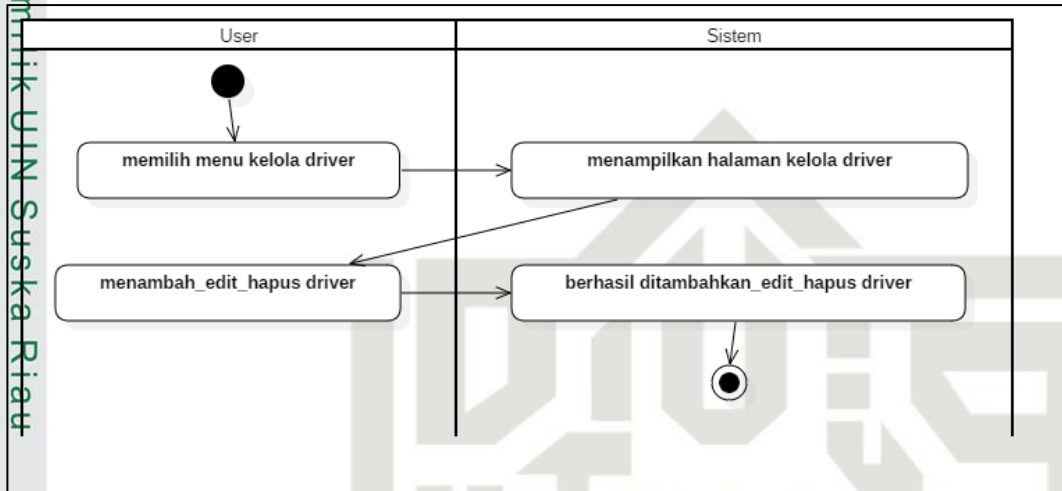 milik UIN Suska Riau
User
Sistem
memilih menu kelola driver
menampilkan halaman kelola driver
menambah_edit_hapus driver
berhasil ditambahkan_edit_hapus driver